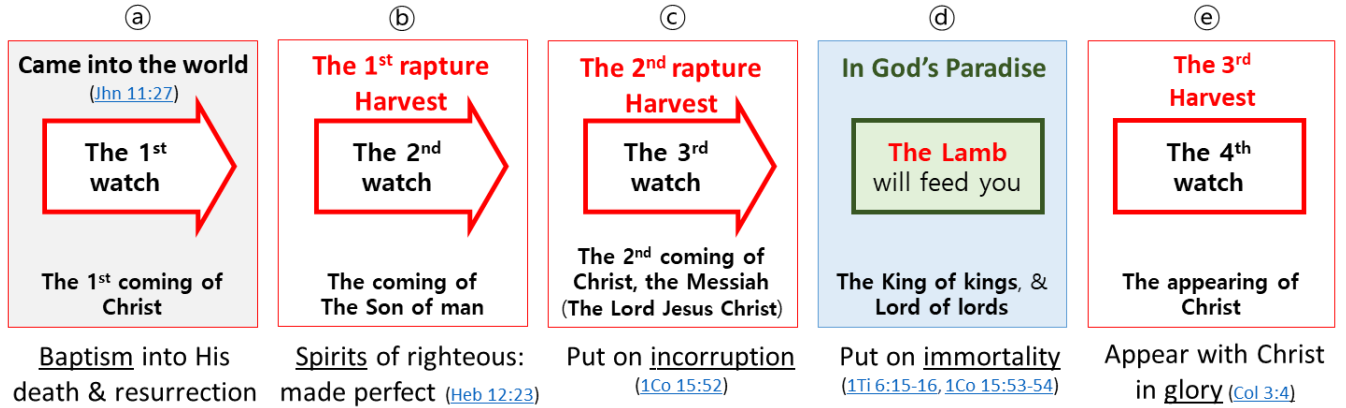 ⓐ
Came into the world
(Jhn 11:27)
The 1st
watch
The 1st coming of
Christ
Baptism into His
death & resurrection
ⓑ
The 1st rapture
Harvest
The 2nd
watch
The coming of
The Son of man
Spirits of righteous:
made perfect (Heb 12:23)
ⓒ
The 2nd rapture
Harvest
The 3rd
watch
The 2nd coming of
Christ, the Messiah
(The Lord Jesus Christ)
Put on incorruption
(1Co 15:52)
ⓓ
In God's Paradise
The Lamb
will feed you
The King of kings, &
Lord of lords
Put on immortality
(1Ti 6:15-16, 1Co 15:53-54)
ⓔ
The 3rd
Harvest
The 4th
watch
The appearing of
Christ
Appear with Christ
in glory (Col 3:4)